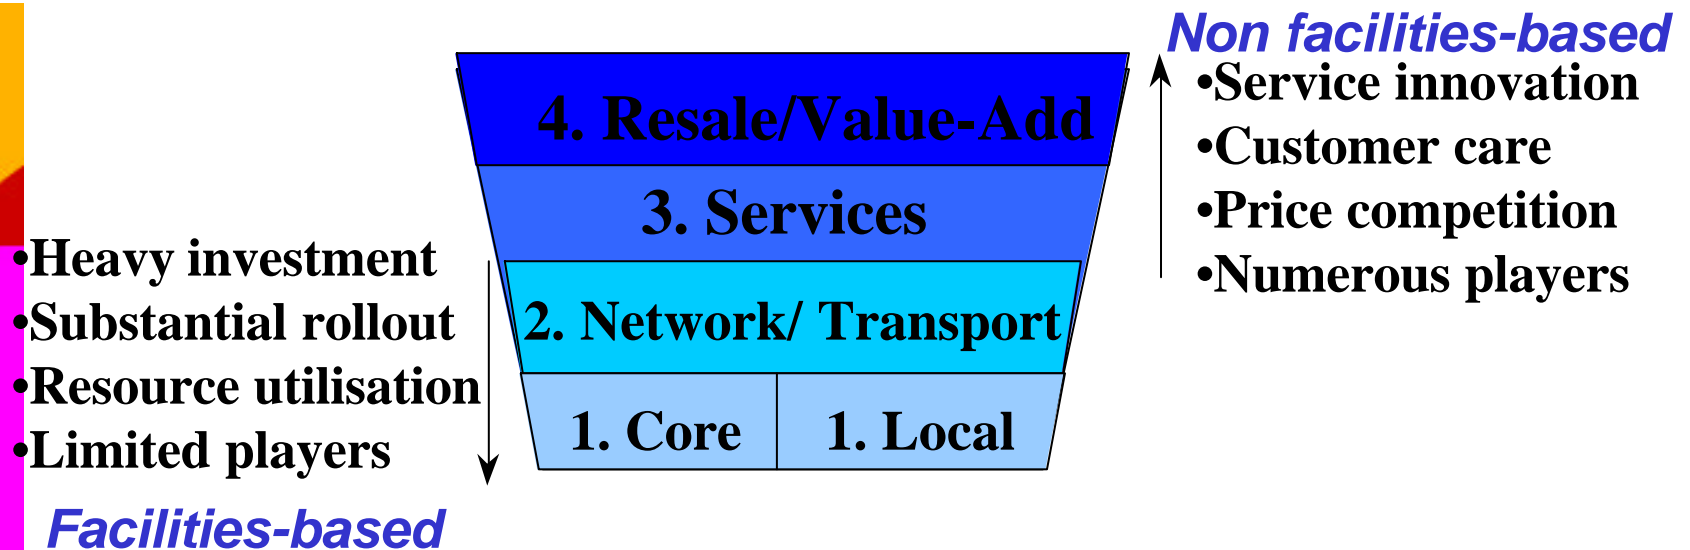 Non facilities-based
•Service innovation
•Customer care
•Price competition
•Numerous players
4. Resale/Value-Add
3. Services
2. Network/ Transport
1. Core
1. Local
•Heavy investment
•Substantial rollout
•Resource utilisation
•Limited players
Facilities-based